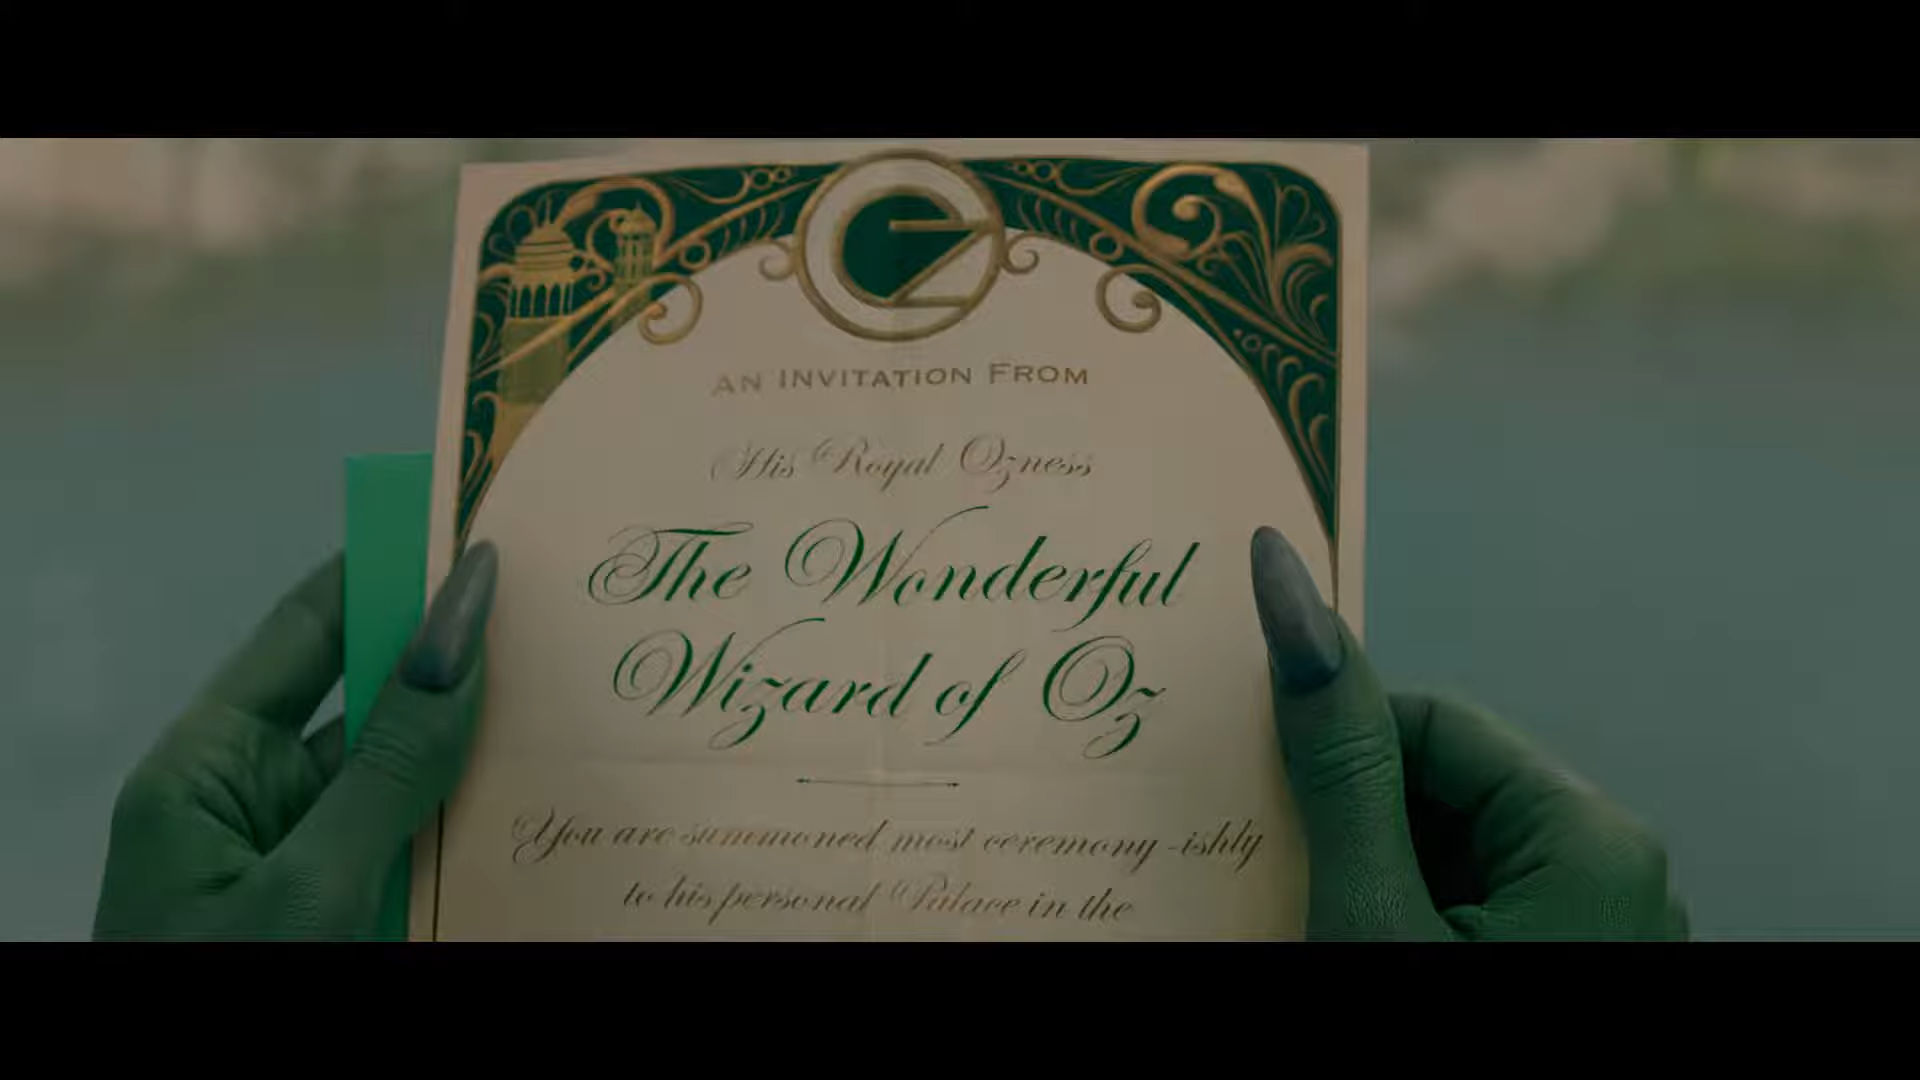 OZ
AN INVITATION FROM
His Royal Ozness
The Wonderful
Wizard of Oz
You are summoned most ceremony-ishly
to his personal Palace in the